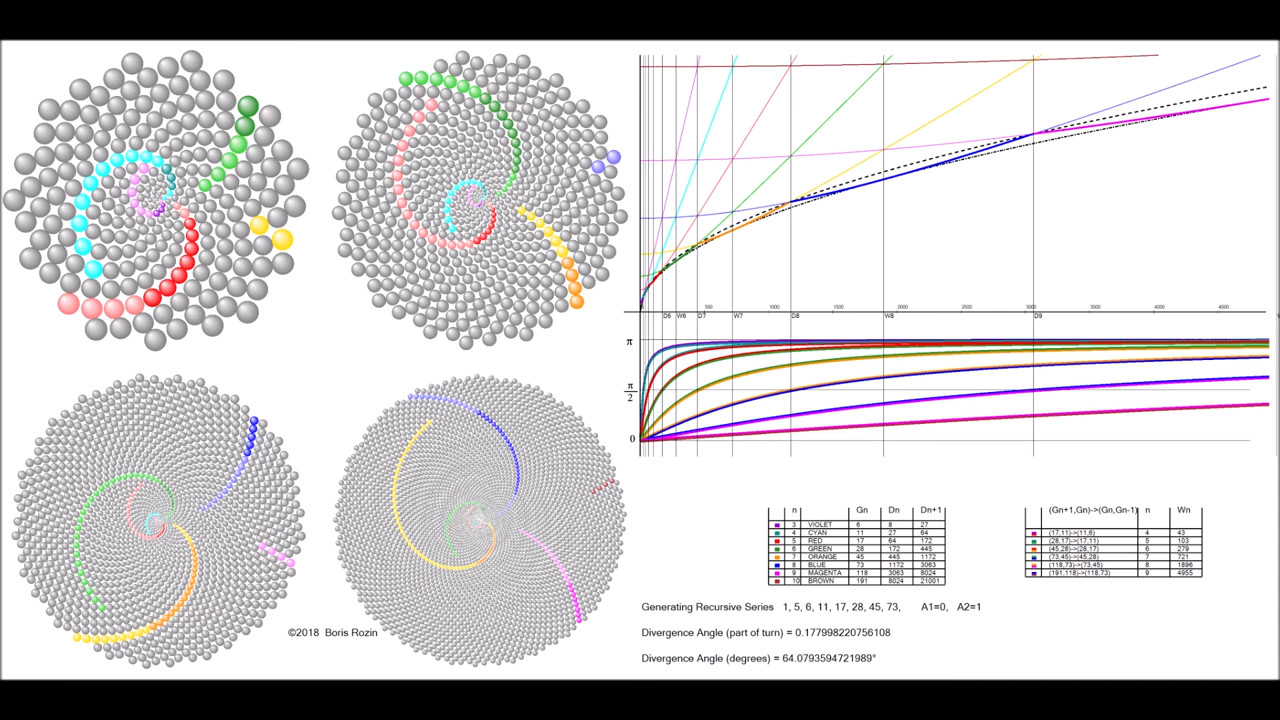 500 1000 1500 2000 2500 3000 3500 4000 4500
D6 W6 D7 W7 D8 W8 D9
π
π
2
0
n Gn Dn Dn+1
3 VIOLET 6 8 27
4 CYAN 11 27 64
5 RED 17 64 172
6 GREEN 28 172 445
7 ORANGE 45 445 1172
8 BLUE 73 1172 3063
9 MAGENTA 118 3063 8024
10 BROWN 191 8024 21001
(Gn+1,Gn)->(Gn,Gn-1) n Wn
(17,11)->(11,6) 4 43
(28,17)->(17,11) 5 103
(45,28)->(28,17) 6 279
(73,45)->(45,28) 7 721
(118,73)->(73,45) 8 1896
(191,118)->(118,73) 9 4955
Generating Recursive Series 1, 5, 6, 11, 17, 28, 45, 73, A1=0, A2=1
©2018 Boris Rozin
Divergence Angle (part of turn) = 0.177998220756108
Divergence Angle (degrees) = 64.0793594721989°